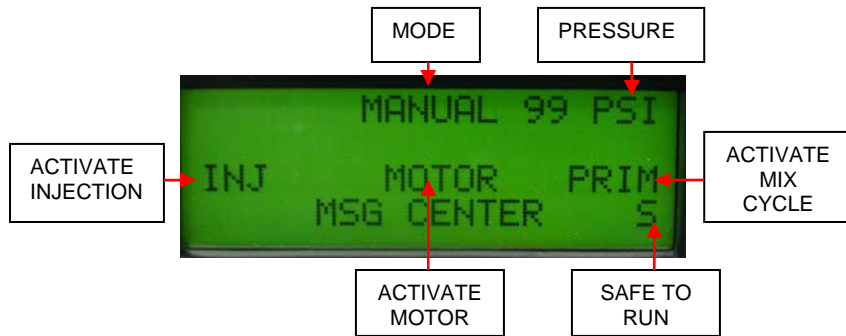 MODE
PRESSURE
MANUAL 99 PSI
ACTIVATE
INJECTION
INJ MOTOR PRIM
ACTIVATE
MIX
CYCLE
MSG CENTER S
ACTIVATE
MOTOR
SAFE TO
RUN